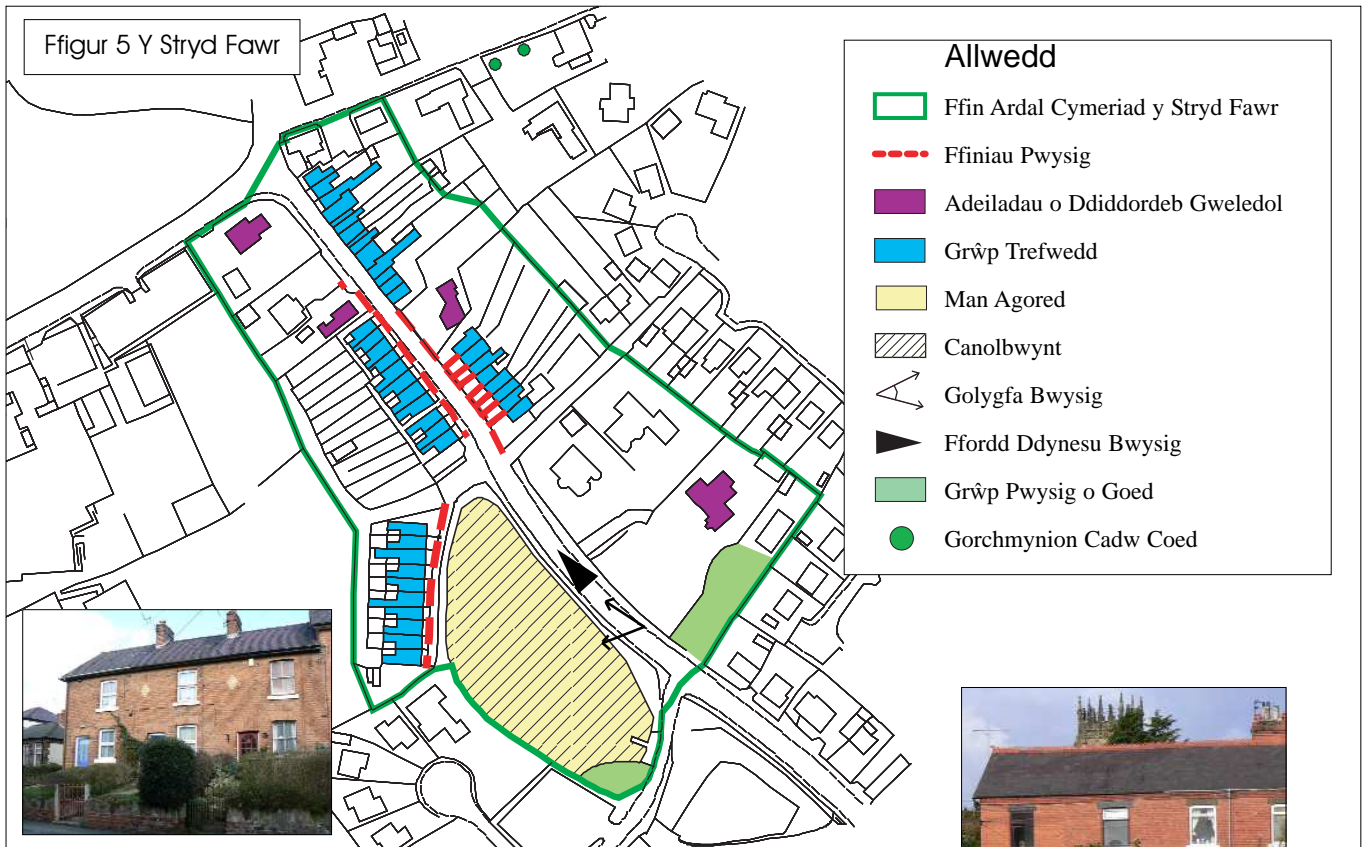 Ffigur 5 Y Stryd Fawr
Allwedd
Ffin Ardal Cymeriad y Stryd Fawr
Ffiniau Pwysig
Adeiladau o Ddiddordeb Gweledol
Grŵp Trefwedd
Man Agored
Canolbwynt
Golygfa Bwysig
Ffordd Ddynesu Bwysig
Grŵp Pwysig o Goed
Gorchmynion Cadw Coed